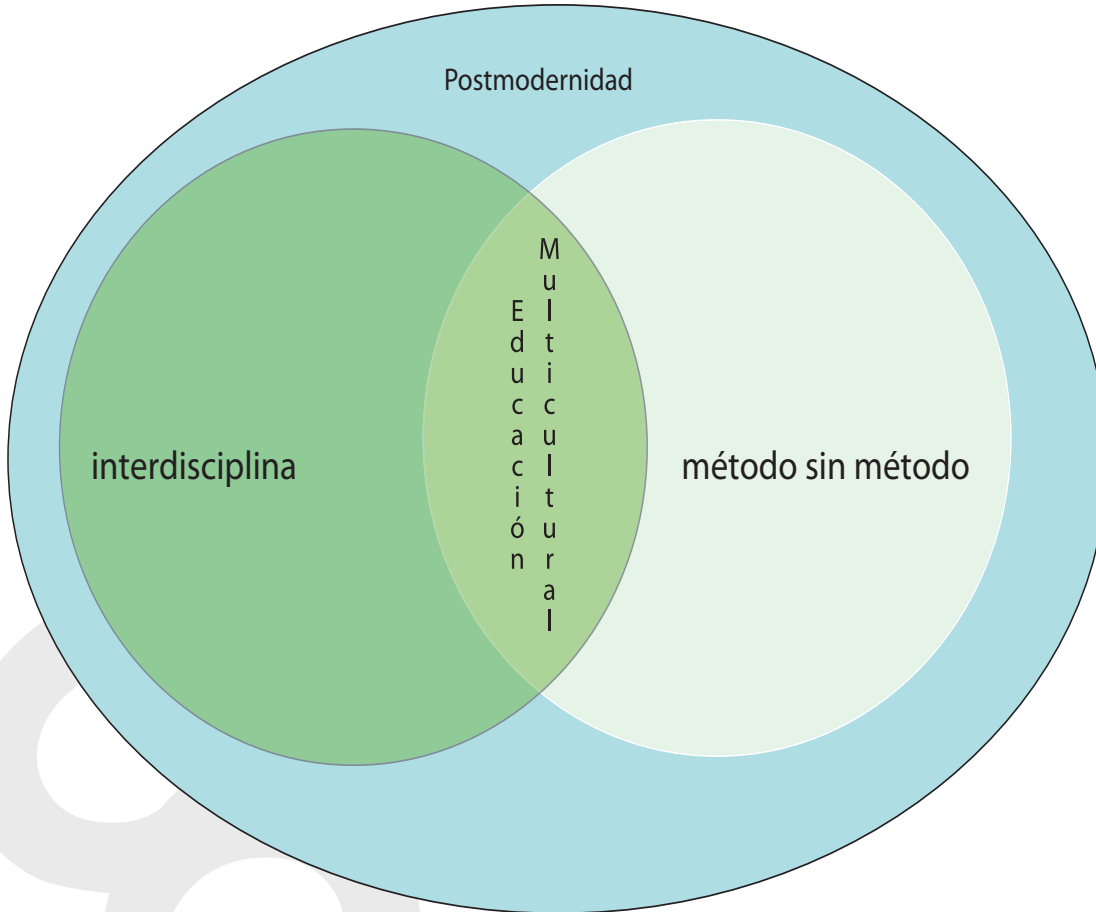 Postmodernidad
interdisciplina
Educación
Multicultural
método sin método